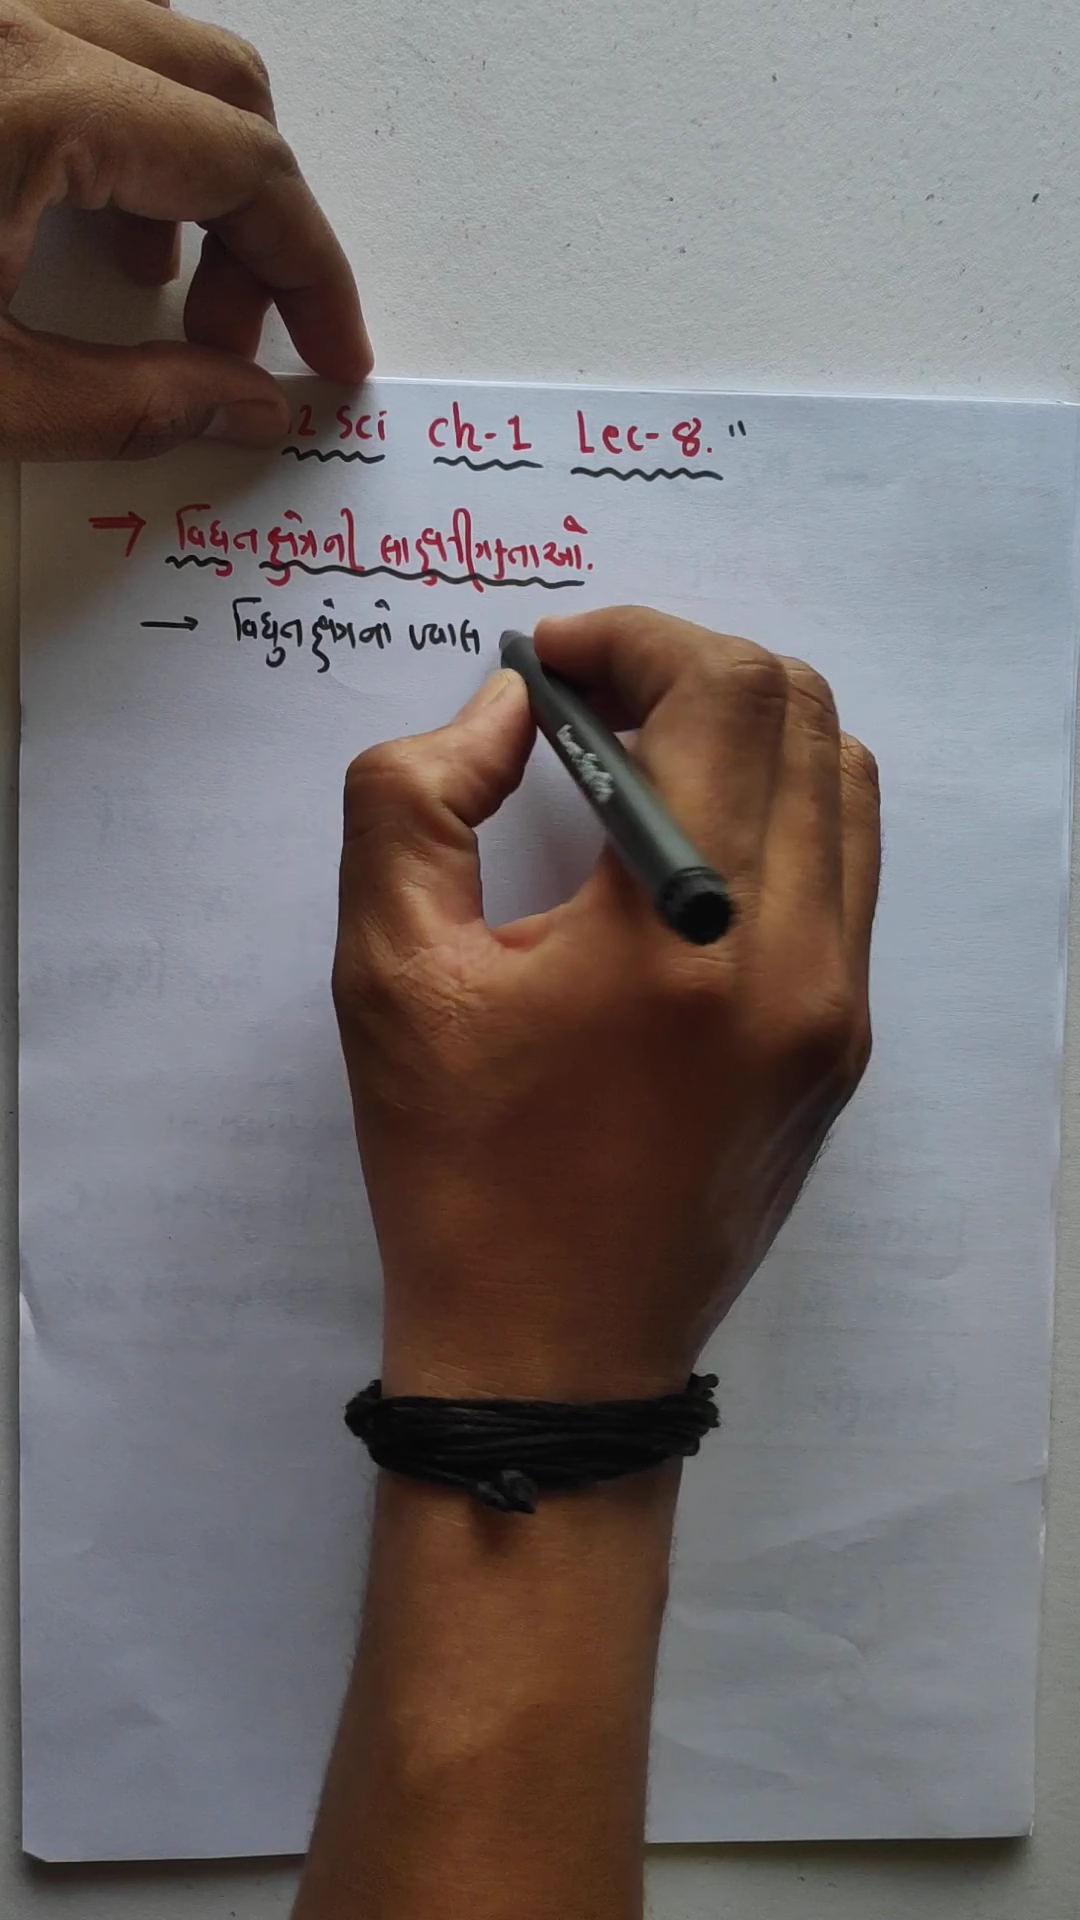 12 Sci ch-1 Lec-8."
→ વિધુત ક્ષેત્રની લાક્ષણીકતાઓ.
→ વિધુત ક્ષેત્રનો ખ્યાલ